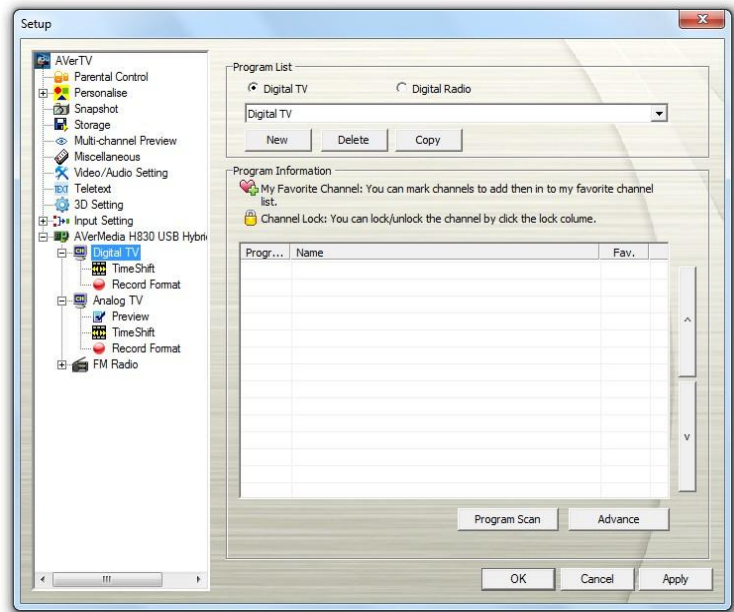 Setup
AVerTV
Parental Control
Personalise
Snapshot
Storage
Multi-channel Preview
Miscellaneous
Video/Audio Setting
TEXT Teletext
3D Setting
Input Setting
AVerMedia H830 USB Hybri
CH Digital TV
TimeShift
Record Format
CH Analog TV
Preview
TimeShift
Record Format
FM Radio
Program List
Digital TV Digital Radio
Digital TV
New Delete Copy
Program Information
My Favorite Channel: You can mark channels to add then in to my favorite channel
list.
Channel Lock: You can lock/unlock the channel by click the lock colume.
Progr... Name Fav.
Program Scan Advance
OK Cancel Apply